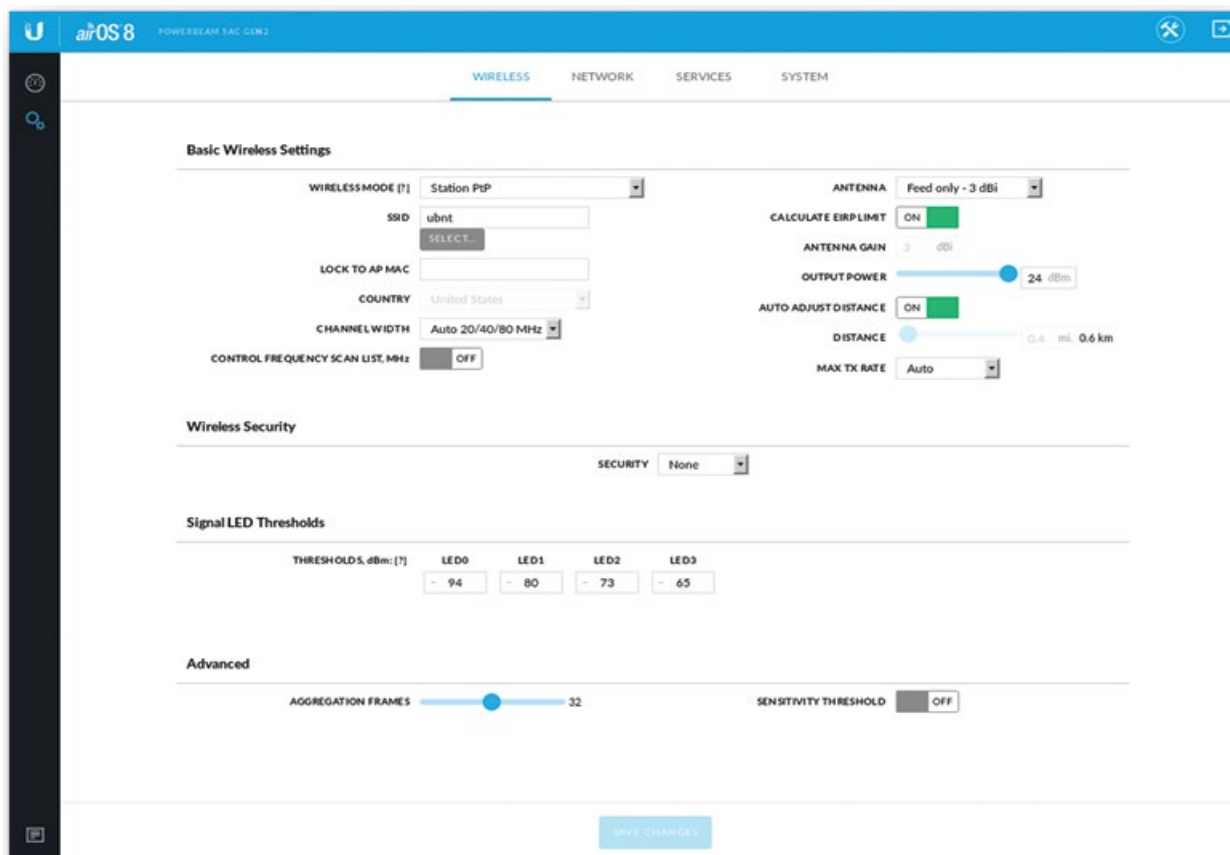 U airOS 8 POWERBEAM 5AC GEN2
WIRELESS NETWORK SERVICES SYSTEM
Basic Wireless Settings
WIRELESS MODE [?] Station PtP
SSID ubnt
SELECT...
LOCK TO AP MAC
COUNTRY United States
CHANNEL WIDTH Auto 20/40/80 MHz
CONTROL FREQUENCY SCAN LIST, MHz OFF
ANTENNA Feed only - 3 dBi
CALCULATE EIRP LIMIT ON
ANTENNA GAIN 3 dBi
OUTPUT POWER 24 dBm
AUTO ADJUST DISTANCE ON
DISTANCE 0.4 mi. 0.6 km
MAX TX RATE Auto
Wireless Security
SECURITY None
Signal LED Thresholds
THRESHOLDS, dBm: [?] LED0 LED1 LED2 LED3
- 94 - 80 - 73 - 65
Advanced
AGGREGATION FRAMES 32
SENSITIVITY THRESHOLD OFF
SAVE CHANGES